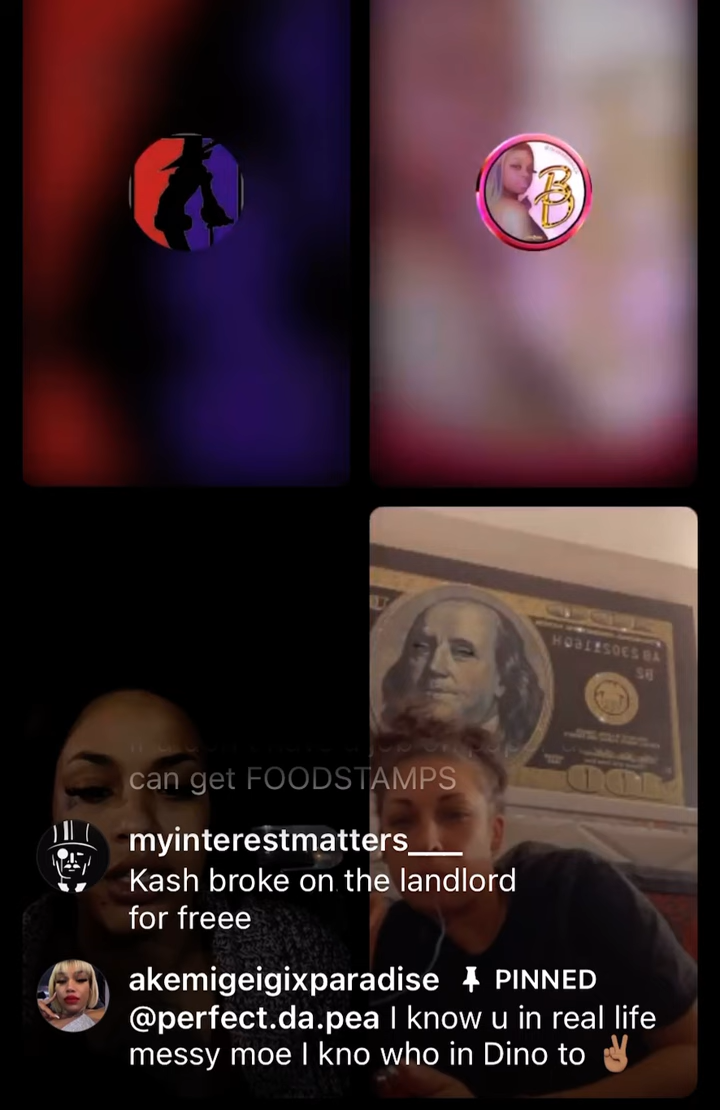 BD
can get FOODSTAMPS
myinterestmatters___
Kash broke on the landlord
for freee
akemigeigixparadise PINNED
@perfect.da.pea I know u in real life
messy moe I kno who in Dino to ✌🏽